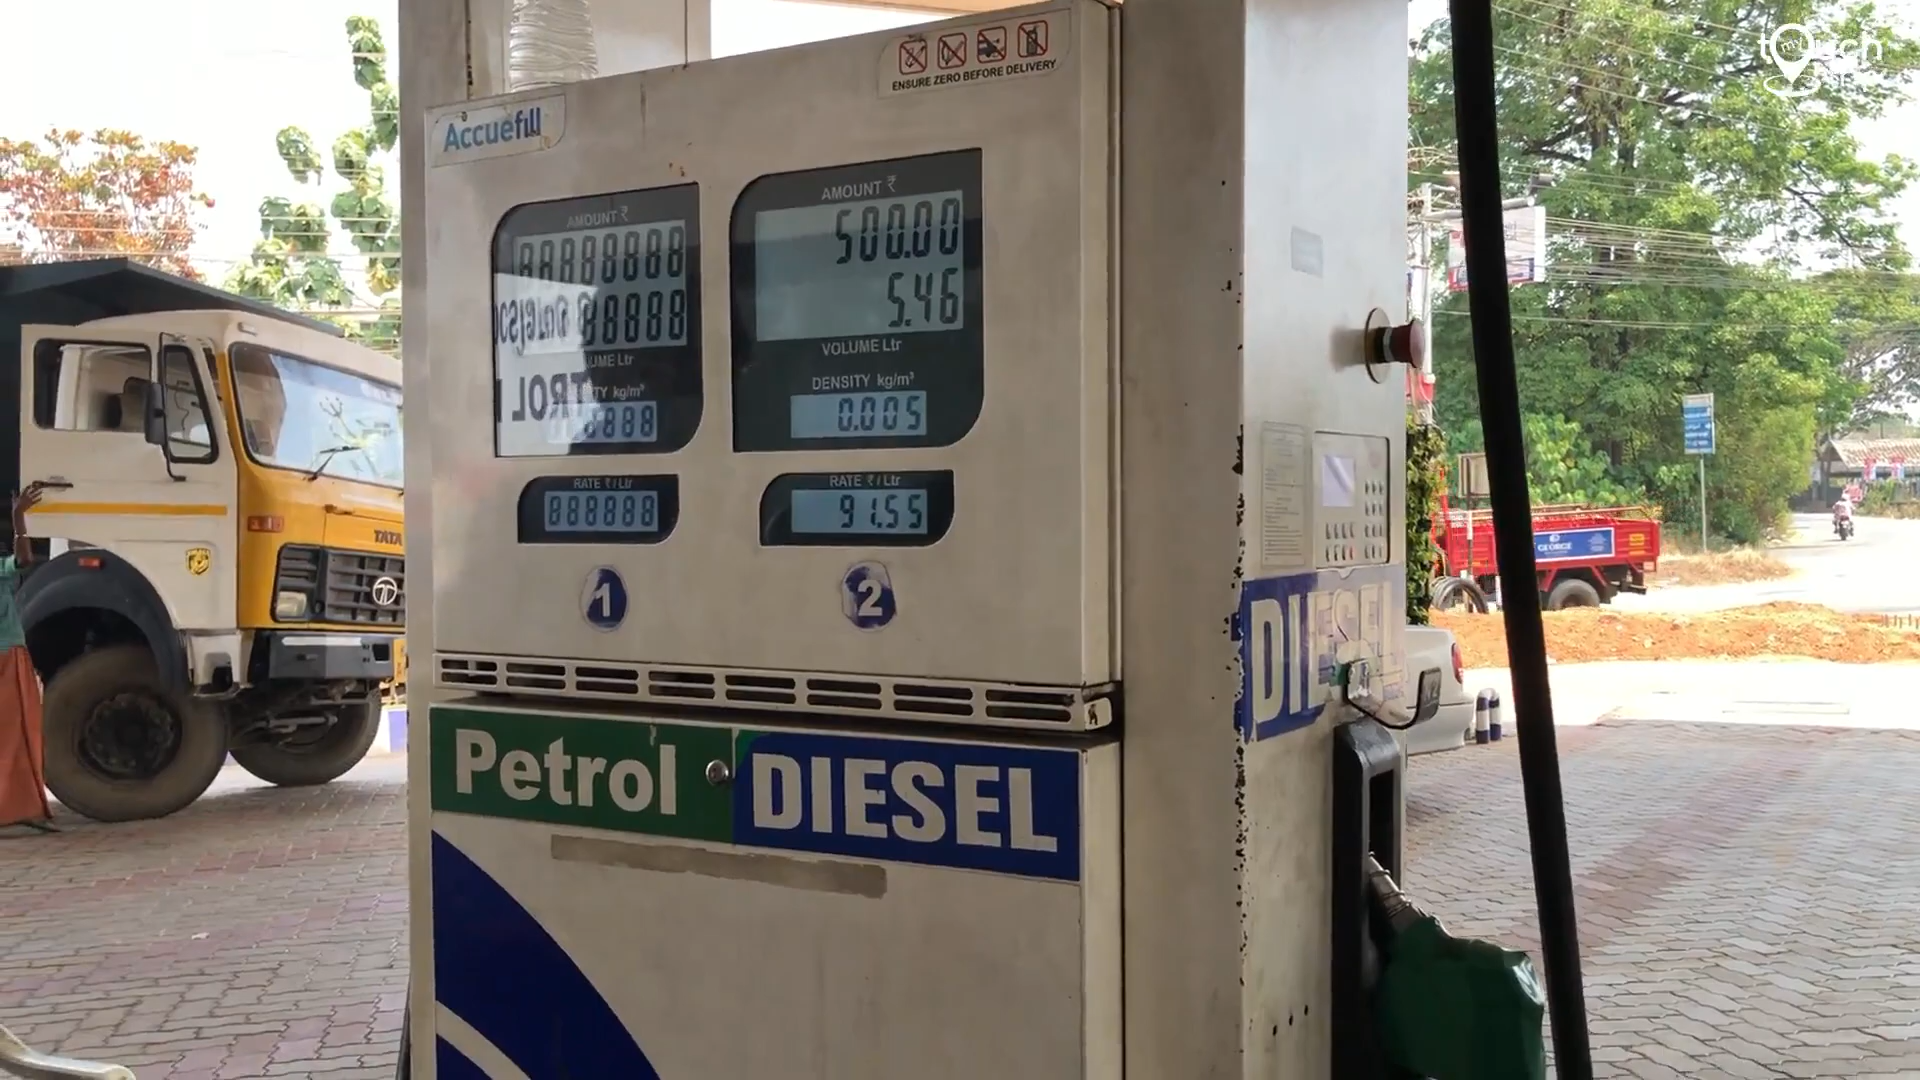 ENSURE ZERO BEFORE DELIVERY
Accuefill
AMOUNT ₹
88888888
88888
Ltr
kg/m³
8888
RATE ₹/Ltr
888888
1
AMOUNT ₹
500.00
5.46
VOLUME Ltr
DENSITY kg/m³
0.005
RATE ₹/Ltr
91.55
2
Petrol
DIESEL
DIESEL
TATA
GEORGE
touch
my